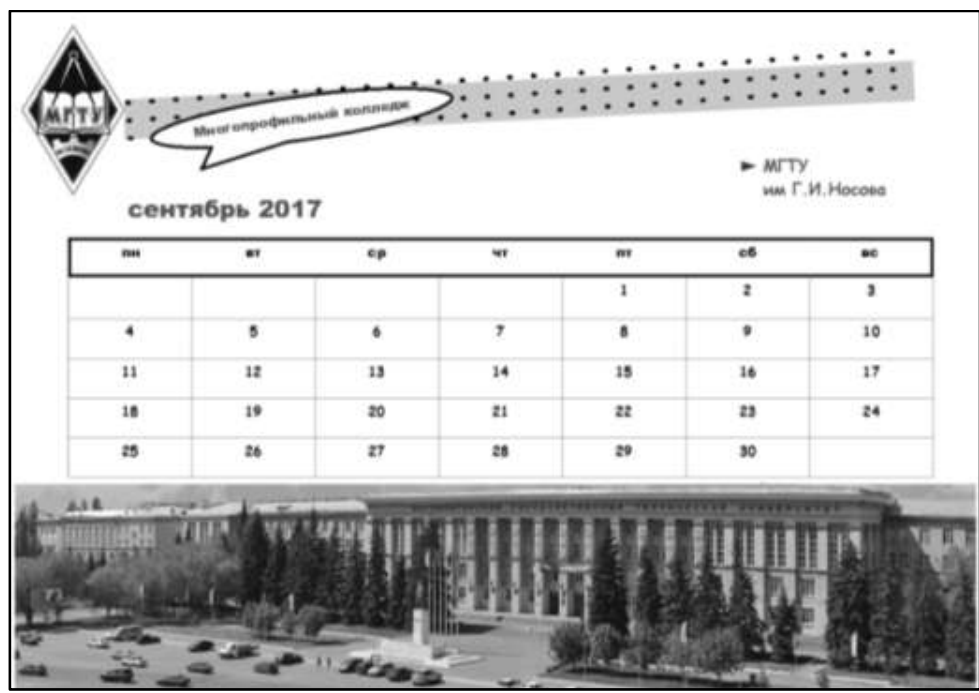 МГТУ
Многопрофильный колледж
► МГТУ
им Г.И.Носова
сентябрь 2017
пн вт ср чт пт сб вс
1 2 3
4 5 6 7 8 9 10
11 12 13 14 15 16 17
18 19 20 21 22 23 24
25 26 27 28 29 30